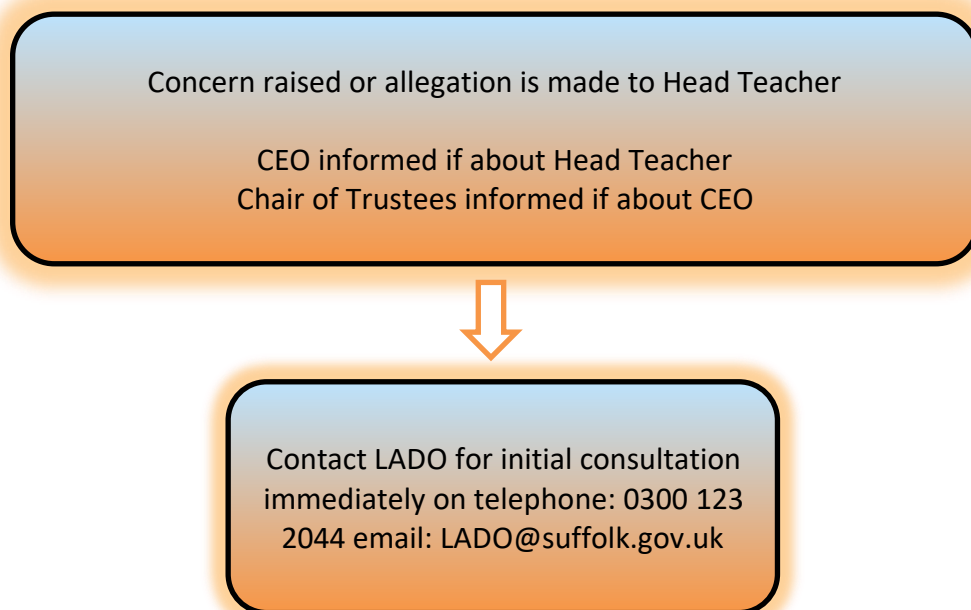 Concern raised or allegation is made to Head Teacher
CEO informed if about Head Teacher
Chair of Trustees informed if about CEO
Contact LADO for initial consultation
immediately on telephone: 0300 123
2044 email: LADO@suffolk.gov.uk